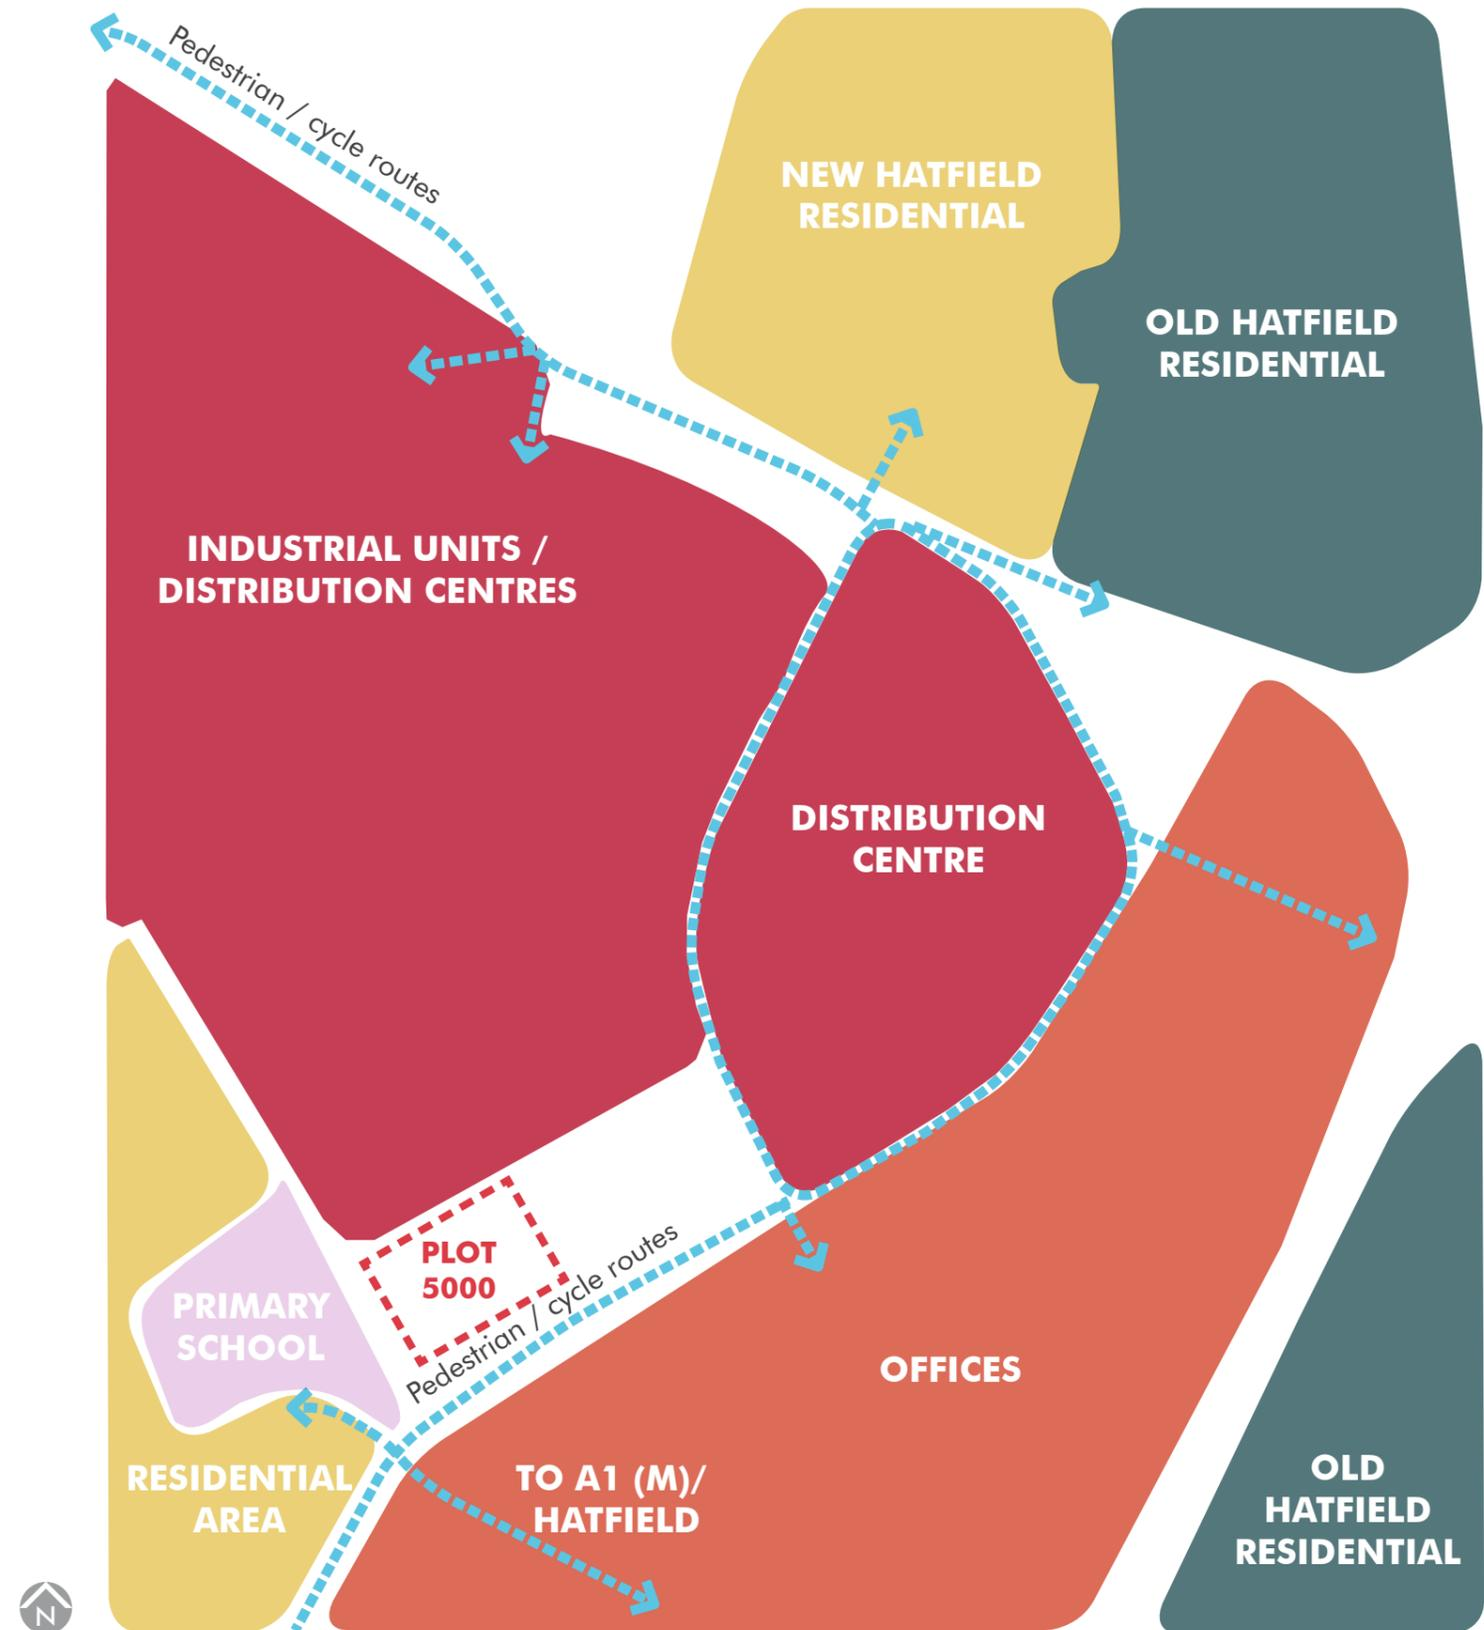 Pedestrian / cycle routes
NEW HATFIELD
RESIDENTIAL
OLD HATFIELD
RESIDENTIAL
INDUSTRIAL UNITS /
DISTRIBUTION CENTRES
DISTRIBUTION
CENTRE
PLOT
5000
Pedestrian / cycle routes
PRIMARY
SCHOOL
OFFICES
RESIDENTIAL
AREA
TO A1 (M)/
HATFIELD
OLD
HATFIELD
RESIDENTIAL
N